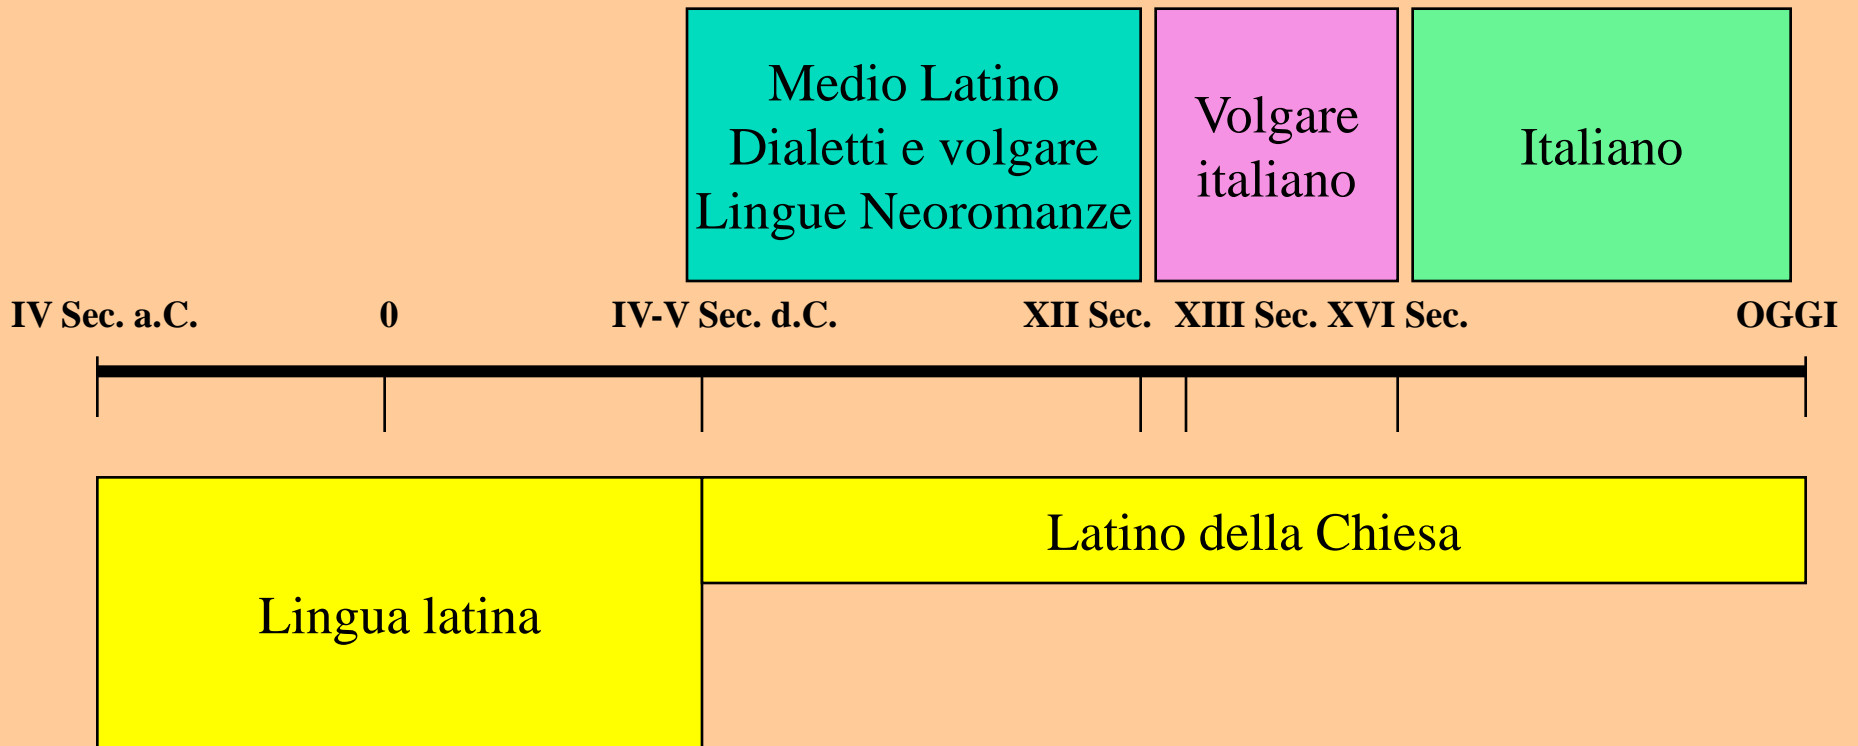 Medio Latino
Dialetti e volgare
Lingue Neoromanze
Volgare
italiano
Italiano
IV Sec. a.C. 0 IV-V Sec. d.C. XII Sec. XIII Sec. XVI Sec. OGGI
Latino della Chiesa
Lingua latina